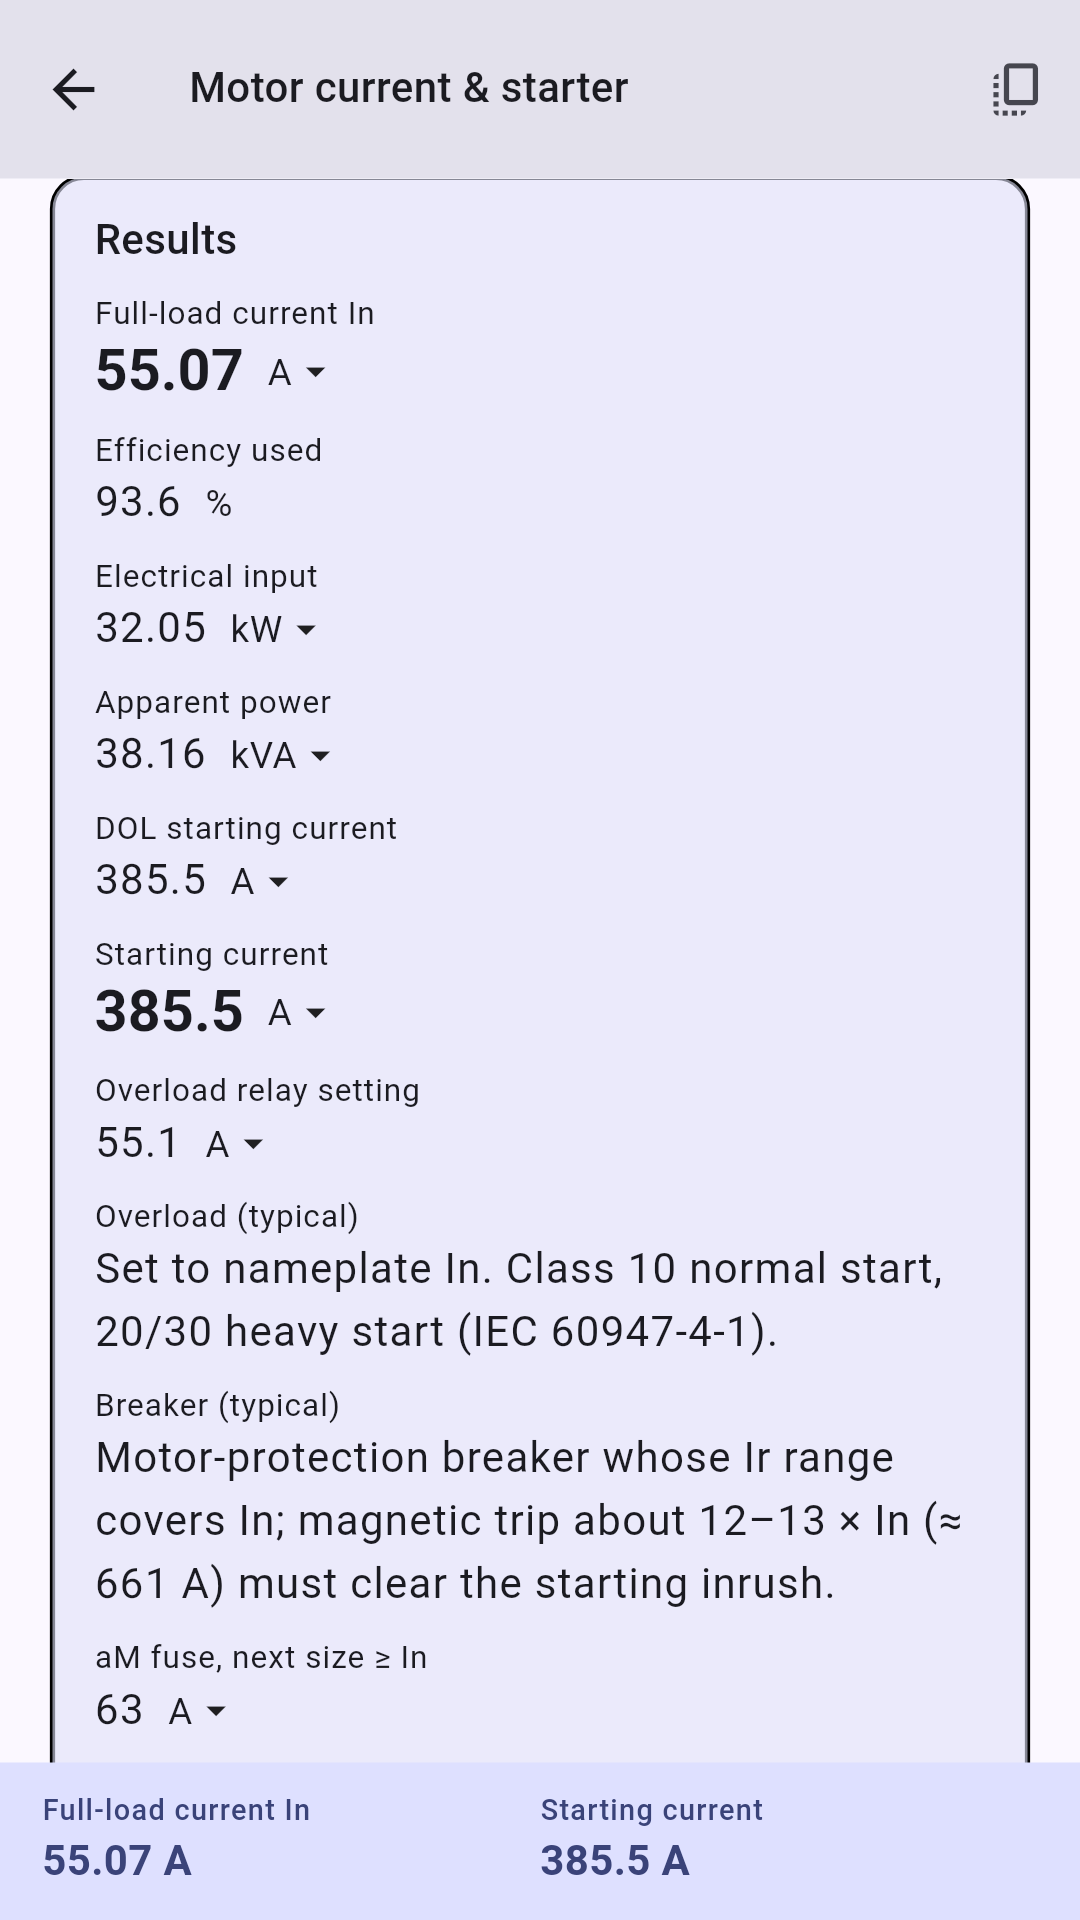 Motor current & starter
Results
Full-load current In
55.07 A
Efficiency used
93.6 %
Electrical input
32.05 kW
Apparent power
38.16 kVA
DOL starting current
385.5 A
Starting current
385.5 A
Overload relay setting
55.1 A
Overload (typical)
Set to nameplate In. Class 10 normal start,
20/30 heavy start (IEC 60947-4-1).
Breaker (typical)
Motor-protection breaker whose Ir range
covers In; magnetic trip about 12–13 × In (≈
661 A) must clear the starting inrush.
aM fuse, next size ≥ In
63 A
Full-load current In
55.07 A
Starting current
385.5 A